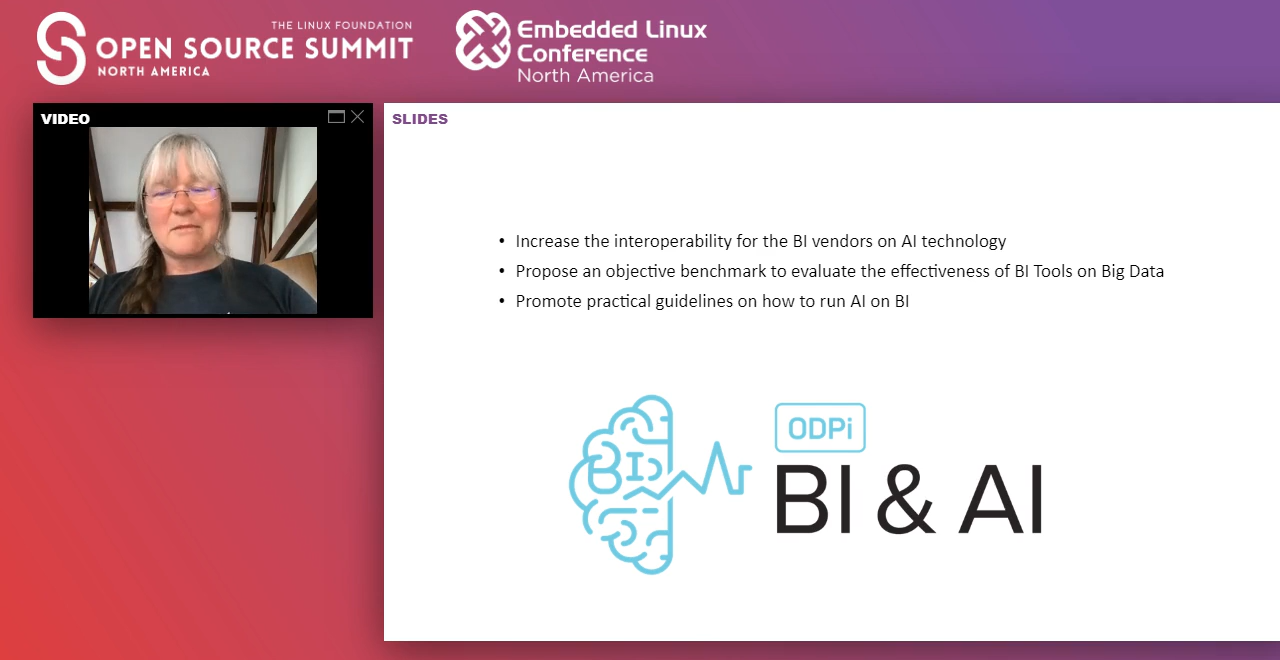 THE LINUX FOUNDATION
OPEN SOURCE SUMMIT
NORTH AMERICA
Embedded Linux
Conference
North America
VIDEO
SLIDES
• Increase the interoperability for the BI vendors on AI technology
• Propose an objective benchmark to evaluate the effectiveness of BI Tools on Big Data
• Promote practical guidelines on how to run AI on BI
BI
ODPi
BI & AI